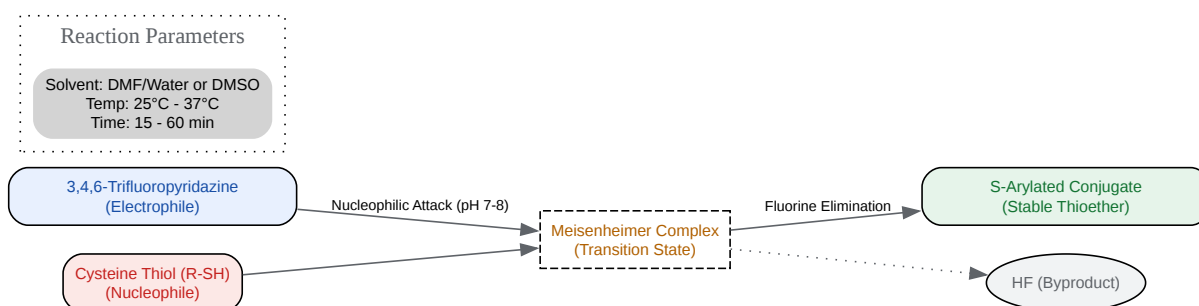 Reaction Parameters
Solvent: DMF/Water or DMSO
Temp: 25°C - 37°C
Time: 15 - 60 min
3,4,6-Trifluoropyridazine
(Electrophile)
Nucleophilic Attack (pH 7-8)
Cysteine Thiol (R-SH)
(Nucleophile)
Meisenheimer Complex
(Transition State)
Fluorine Elimination
S-Arylated Conjugate
(Stable Thioether)
HF (Byproduct)